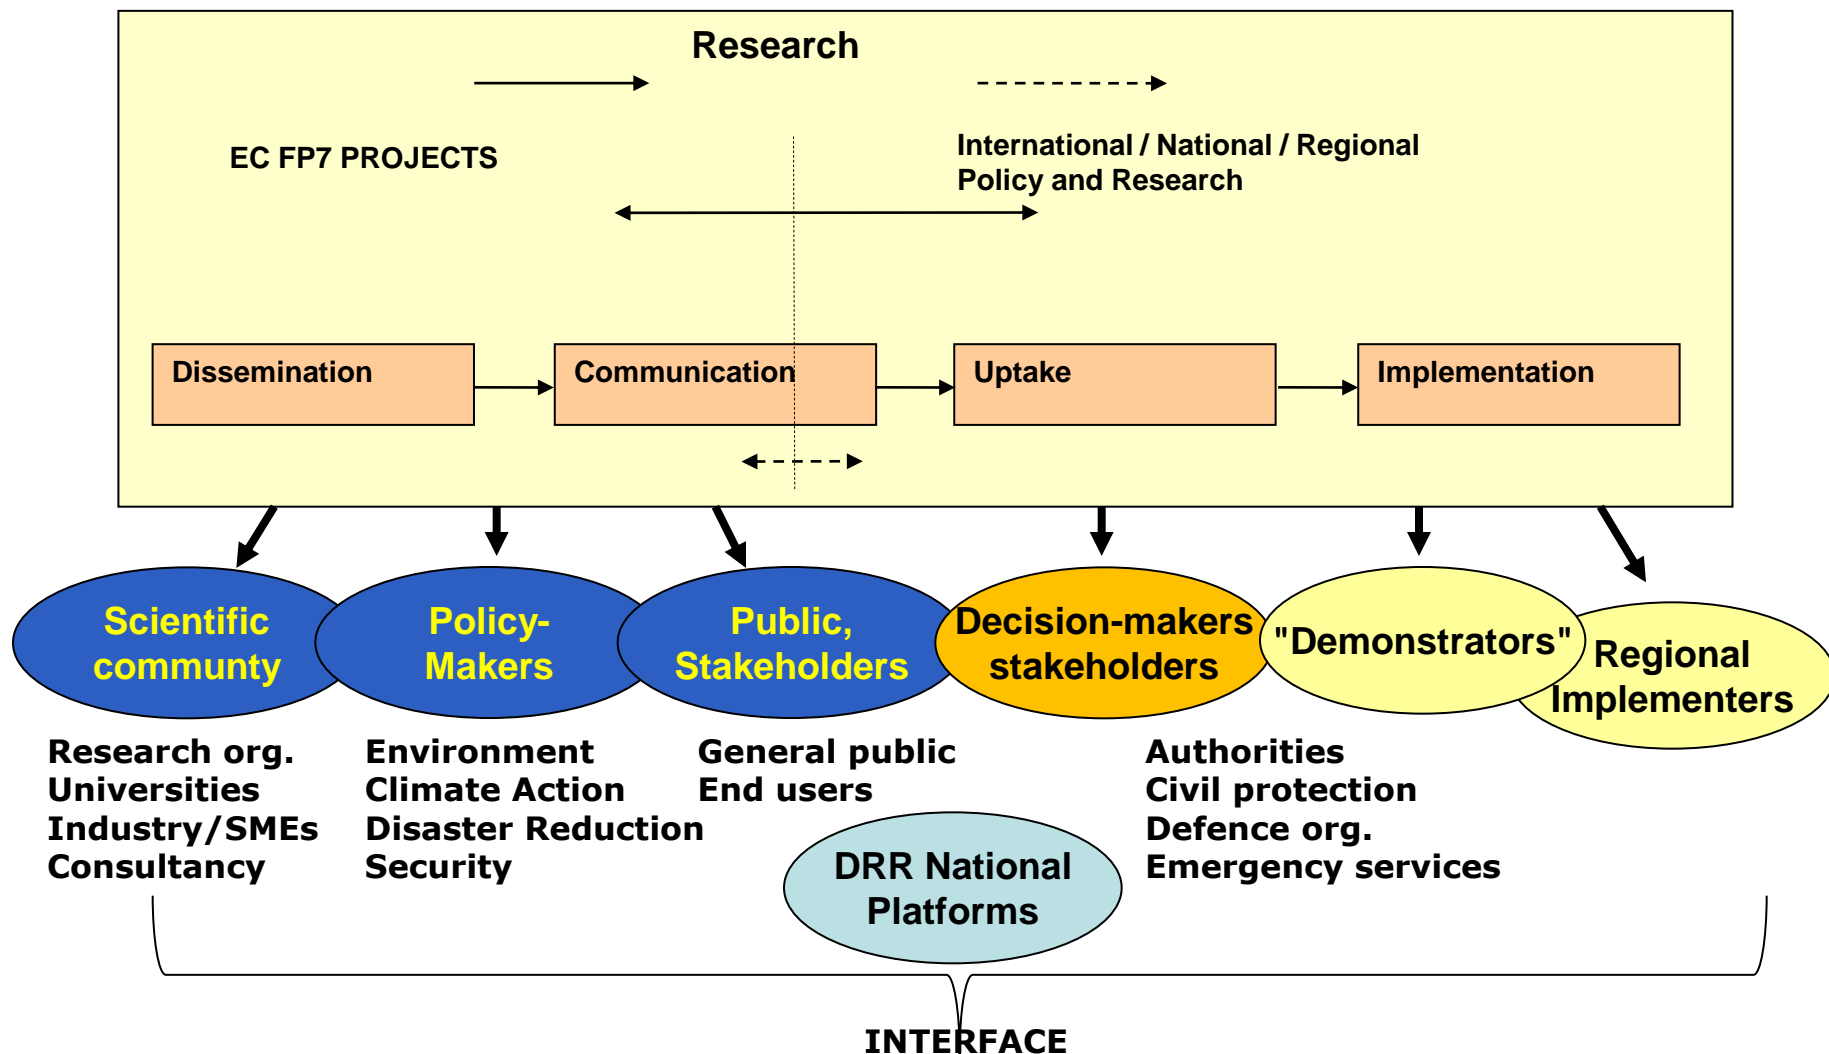 Research
EC FP7 PROJECTS
International / National / Regional
Policy and Research
Dissemination
Communication
Uptake
Implementation
Scientific
communty
Policy-
Makers
Public,
Stakeholders
Decision-makers
stakeholders
"Demonstrators"
Regional
Implementers
Research org.
Universities
Industry/SMEs
Consultancy
Environment
Climate Action
Disaster Reduction
Security
General public
End users
Authorities
Civil protection
Defence org.
Emergency services
DRR National
Platforms
INTERFACE